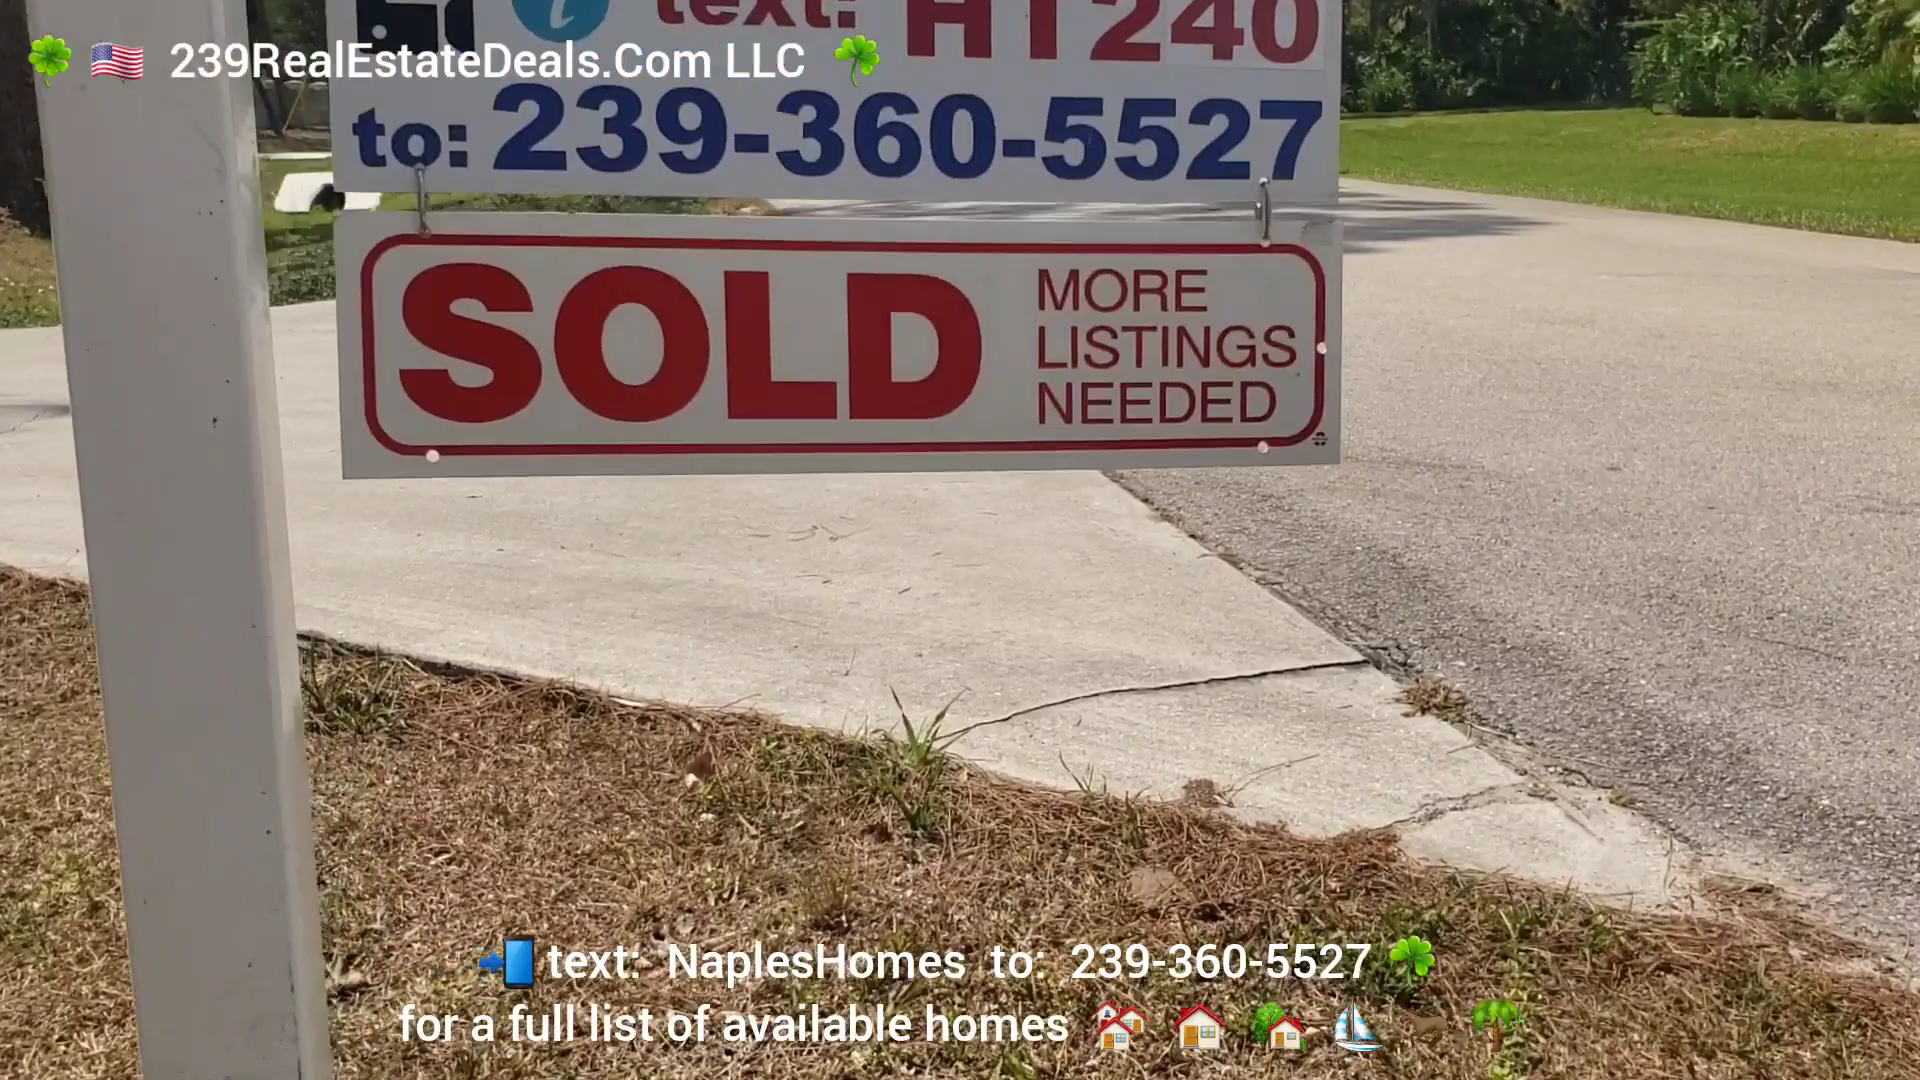 239RealEstateDeals.Com LLC
text: HT240
to: 239-360-5527
SOLD
MORE
LISTINGS
NEEDED
text: NaplesHomes to: 239-360-5527
for a full list of available homes